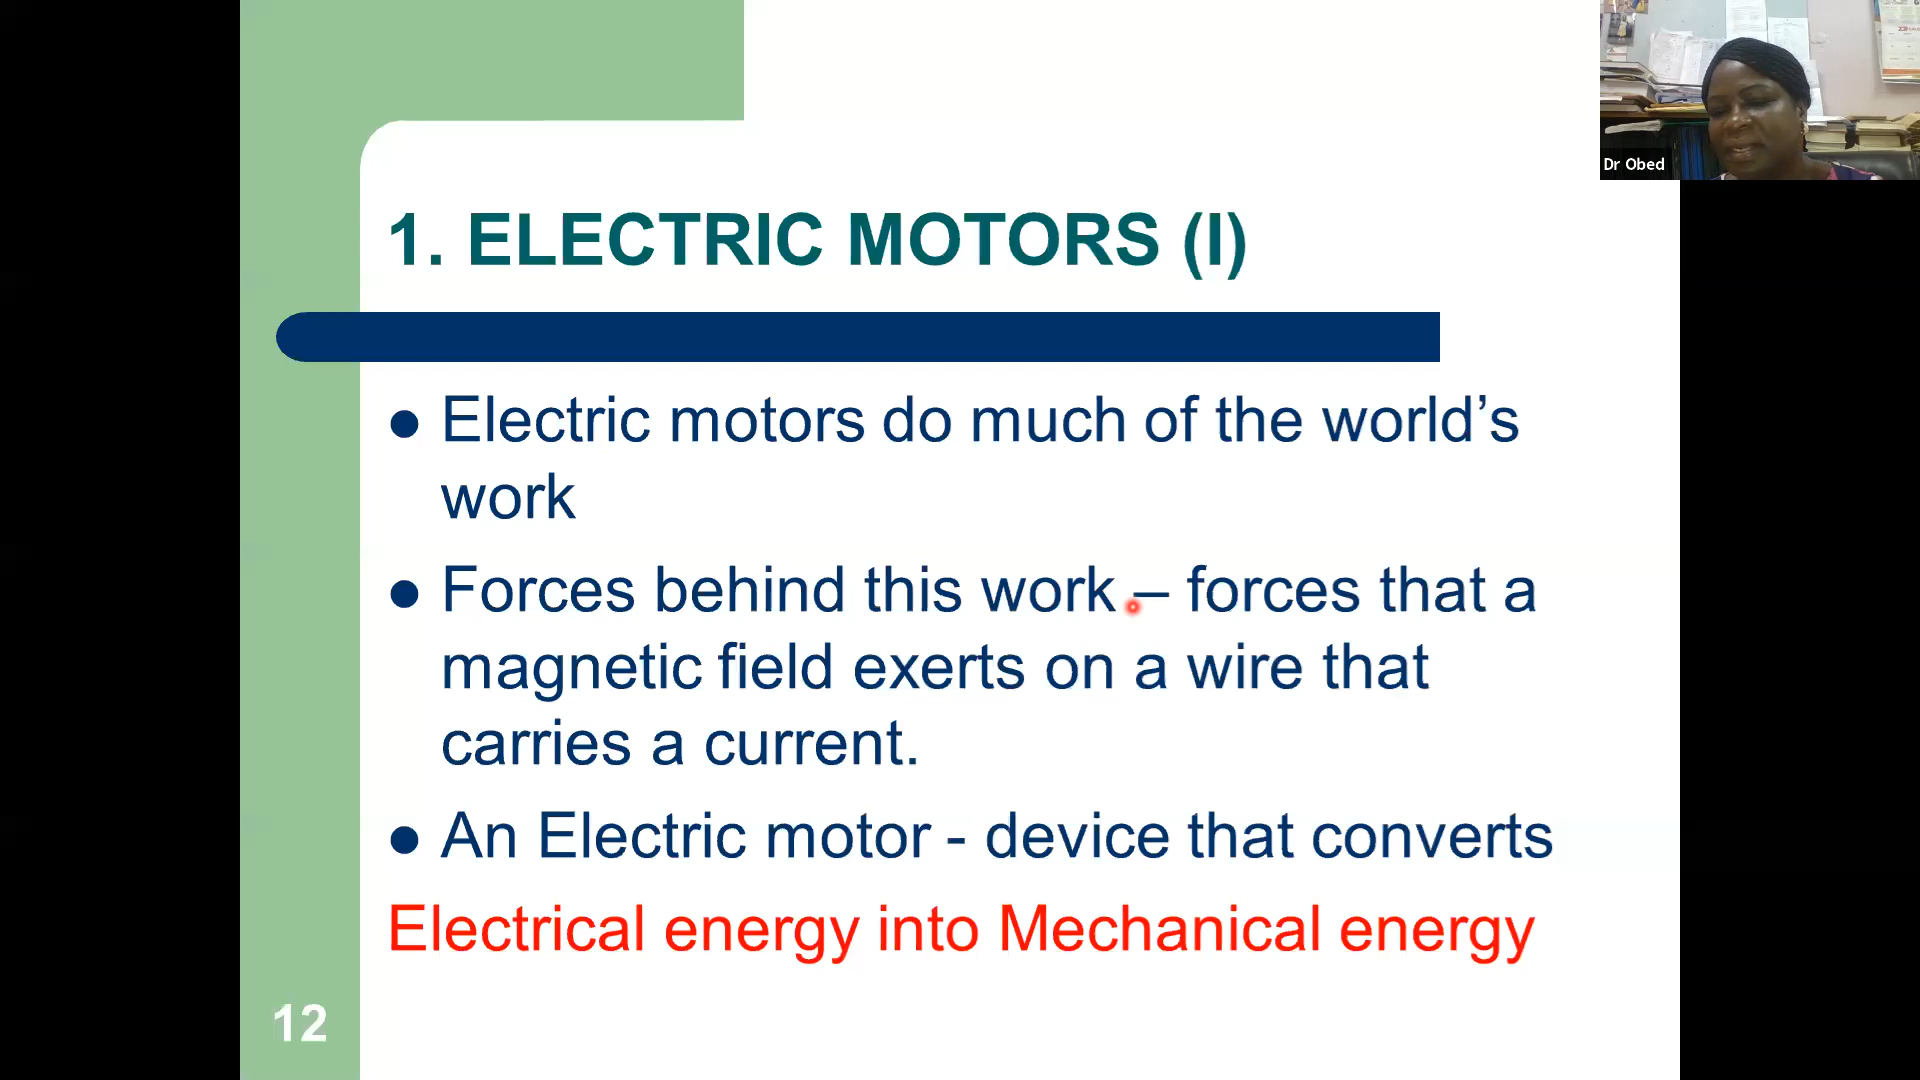 Dr Obed
1. ELECTRIC MOTORS (I)
Electric motors do much of the world’s
work
Forces behind this work – forces that a
magnetic field exerts on a wire that
carries a current.
An Electric motor - device that converts
Electrical energy into Mechanical energy
12